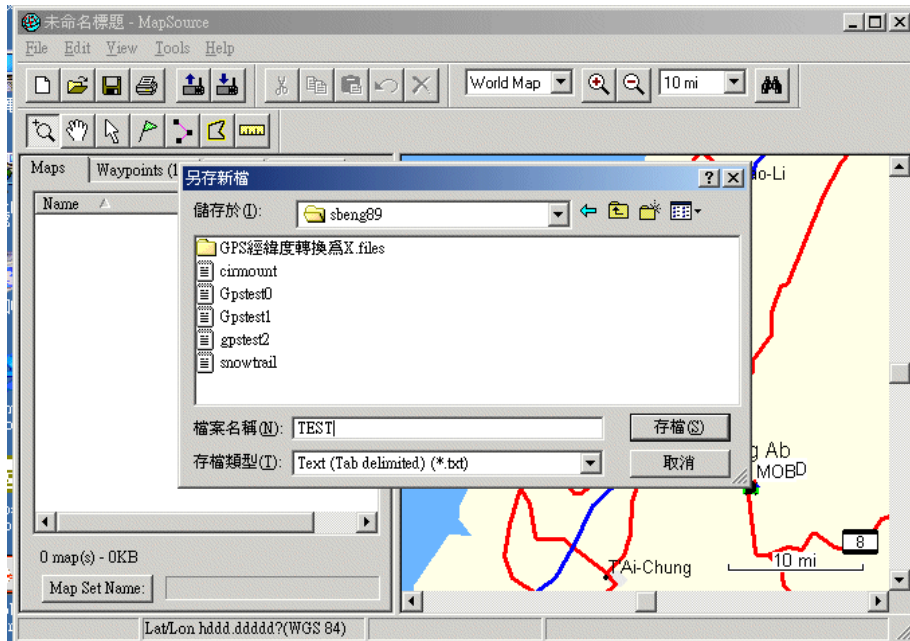 未命名標題 - MapSource
File Edit View Tools Help
World Map 10 mi
Maps Waypoints (1
Name
另存新檔
儲存於(I): sbeng89
GPS經緯度轉換爲X.files
cirmount
Gpstest0
Gpstest1
gpstest2
snowtrail
檔案名稱(N): TEST 存檔(S)
存檔類型(T): Text (Tab delimited) (*.txt) 取消
o-Li
Ab
MOBD
8
10 mi
T'Ai-Chung
0 map(s) - 0KB
Map Set Name:
Lat/Lon hddd.ddddd?(WGS 84)